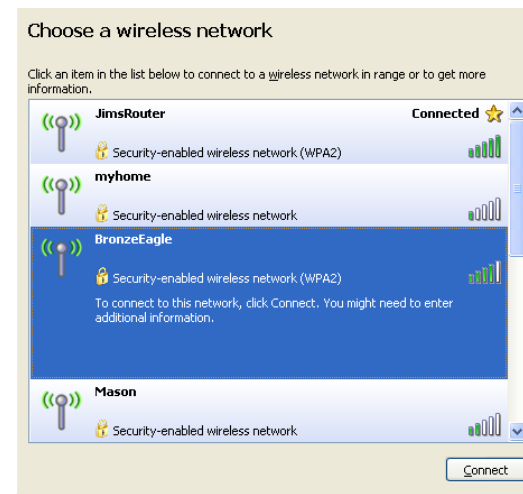 Choose a wireless network
Click an item in the list below to connect to a wireless network in range or to get more
information.
JimsRouter Connected
Security-enabled wireless network (WPA2)
myhome
Security-enabled wireless network
BronzeEagle
Security-enabled wireless network (WPA2)
To connect to this network, click Connect. You might need to enter
additional information.
Mason
Security-enabled wireless network
Connect